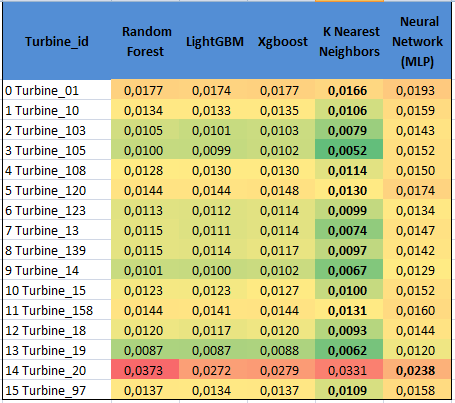 Turbine_id Random Forest LightGBM Xgboost K Nearest Neighbors Neural Network (MLP)
0 Turbine_01 0,0177 0,0174 0,0177 0,0166 0,0193
1 Turbine_10 0,0134 0,0133 0,0135 0,0106 0,0159
2 Turbine_103 0,0105 0,0101 0,0103 0,0079 0,0143
3 Turbine_105 0,0100 0,0099 0,0102 0,0052 0,0152
4 Turbine_108 0,0128 0,0130 0,0130 0,0114 0,0150
5 Turbine_120 0,0144 0,0144 0,0148 0,0130 0,0174
6 Turbine_123 0,0113 0,0112 0,0114 0,0099 0,0134
7 Turbine_13 0,0115 0,0111 0,0114 0,0074 0,0147
8 Turbine_139 0,0115 0,0114 0,0117 0,0097 0,0142
9 Turbine_14 0,0101 0,0100 0,0102 0,0067 0,0129
10 Turbine_15 0,0123 0,0123 0,0127 0,0100 0,0152
11 Turbine_158 0,0144 0,0141 0,0144 0,0131 0,0160
12 Turbine_18 0,0120 0,0117 0,0120 0,0093 0,0144
13 Turbine_19 0,0087 0,0087 0,0088 0,0062 0,0120
14 Turbine_20 0,0373 0,0272 0,0279 0,0331 0,0238
15 Turbine_97 0,0137 0,0134 0,0137 0,0109 0,0158